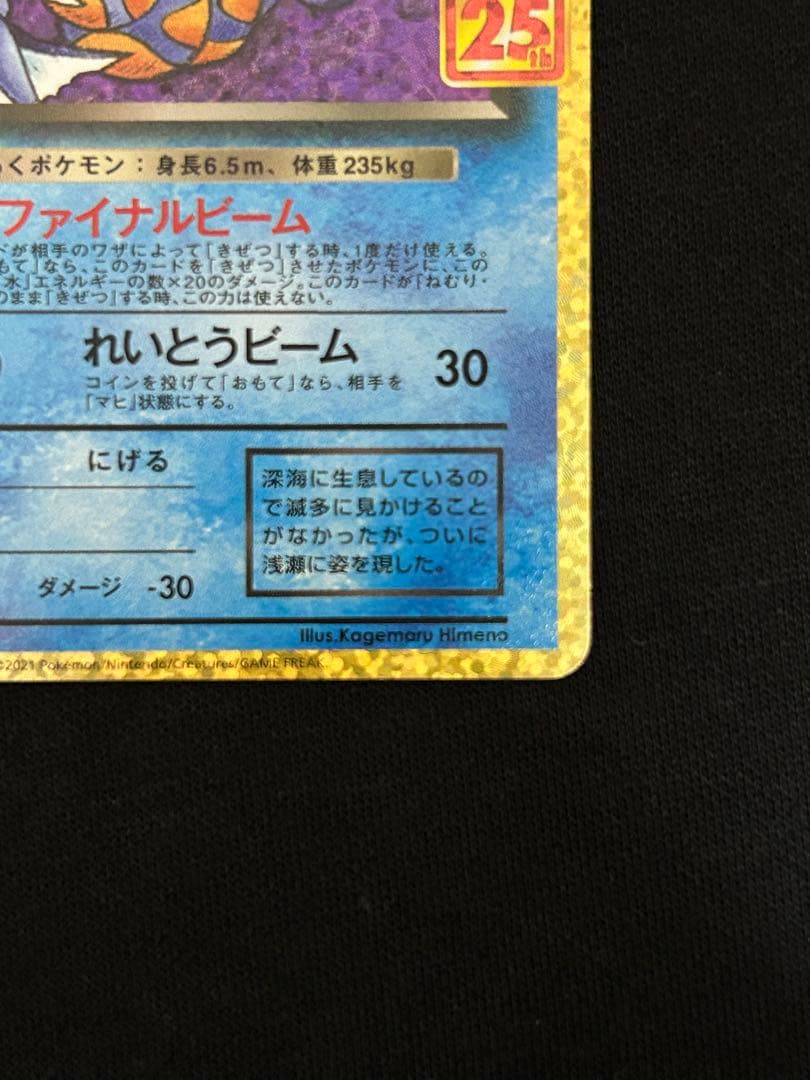 25th
くポケモン：身長6.5m、体重235kg
ファイナルビーム
が相手のワザによって「きぜつ」する時、1度だけ使える。
もて」なら、このカードを「きぜつ」させたポケモンに、この
水」エネルギーの数×20のダメージ。このカードが「ねむり・
のまま「きぜつ」する時、この力は使えない。
れいとうビーム 30
コインを投げて「おもて」なら、相手を
「マヒ」状態にする。
にげる
深海に生息しているの
で滅多に見かけること
がなかったが、ついに
浅瀬に姿を現した。
ダメージ -30
Illus.Kagemaru Himeno
©2021 Pokémon/Nintendo/Creatures/GAME FREAK.